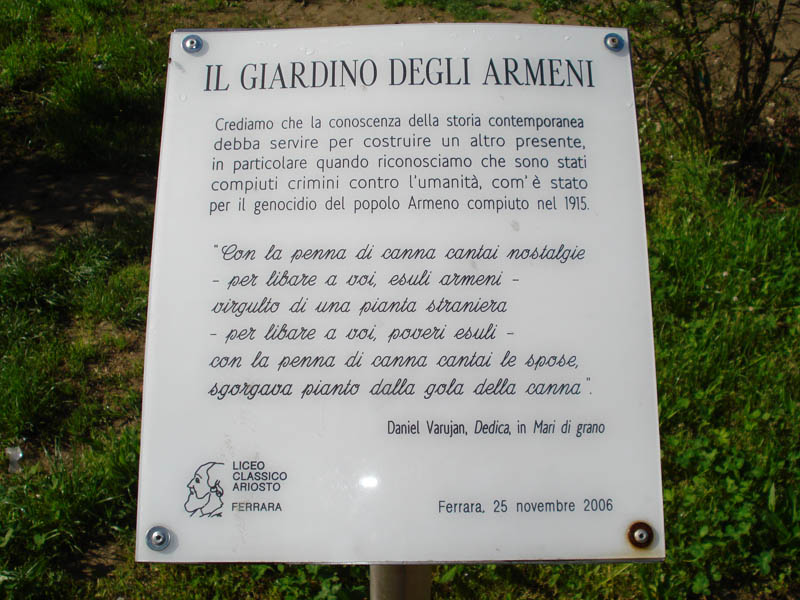 IL GIARDINO DEGLI ARMENI
Crediamo che la conoscenza della storia contemporanea
debba servire per costruire un altro presente,
in particolare quando riconosciamo che sono stati
compiuti crimini contro l'umanità, com'è stato
per il genocidio del popolo Armeno compiuto nel 1915.
"Con la penna di canna cantai nostalgie
- per libare a voi, esuli armeni -
virgulto di una pianta straniera
- per libare a voi, poveri esuli -
con la penna di canna cantai le spose,
sgorgava pianto dalla gola della canna".
Daniel Varujan, Dedica, in Mari di grano
LICEO
CLASSICO
ARIOSTO
FERRARA
Ferrara, 25 novembre 2006